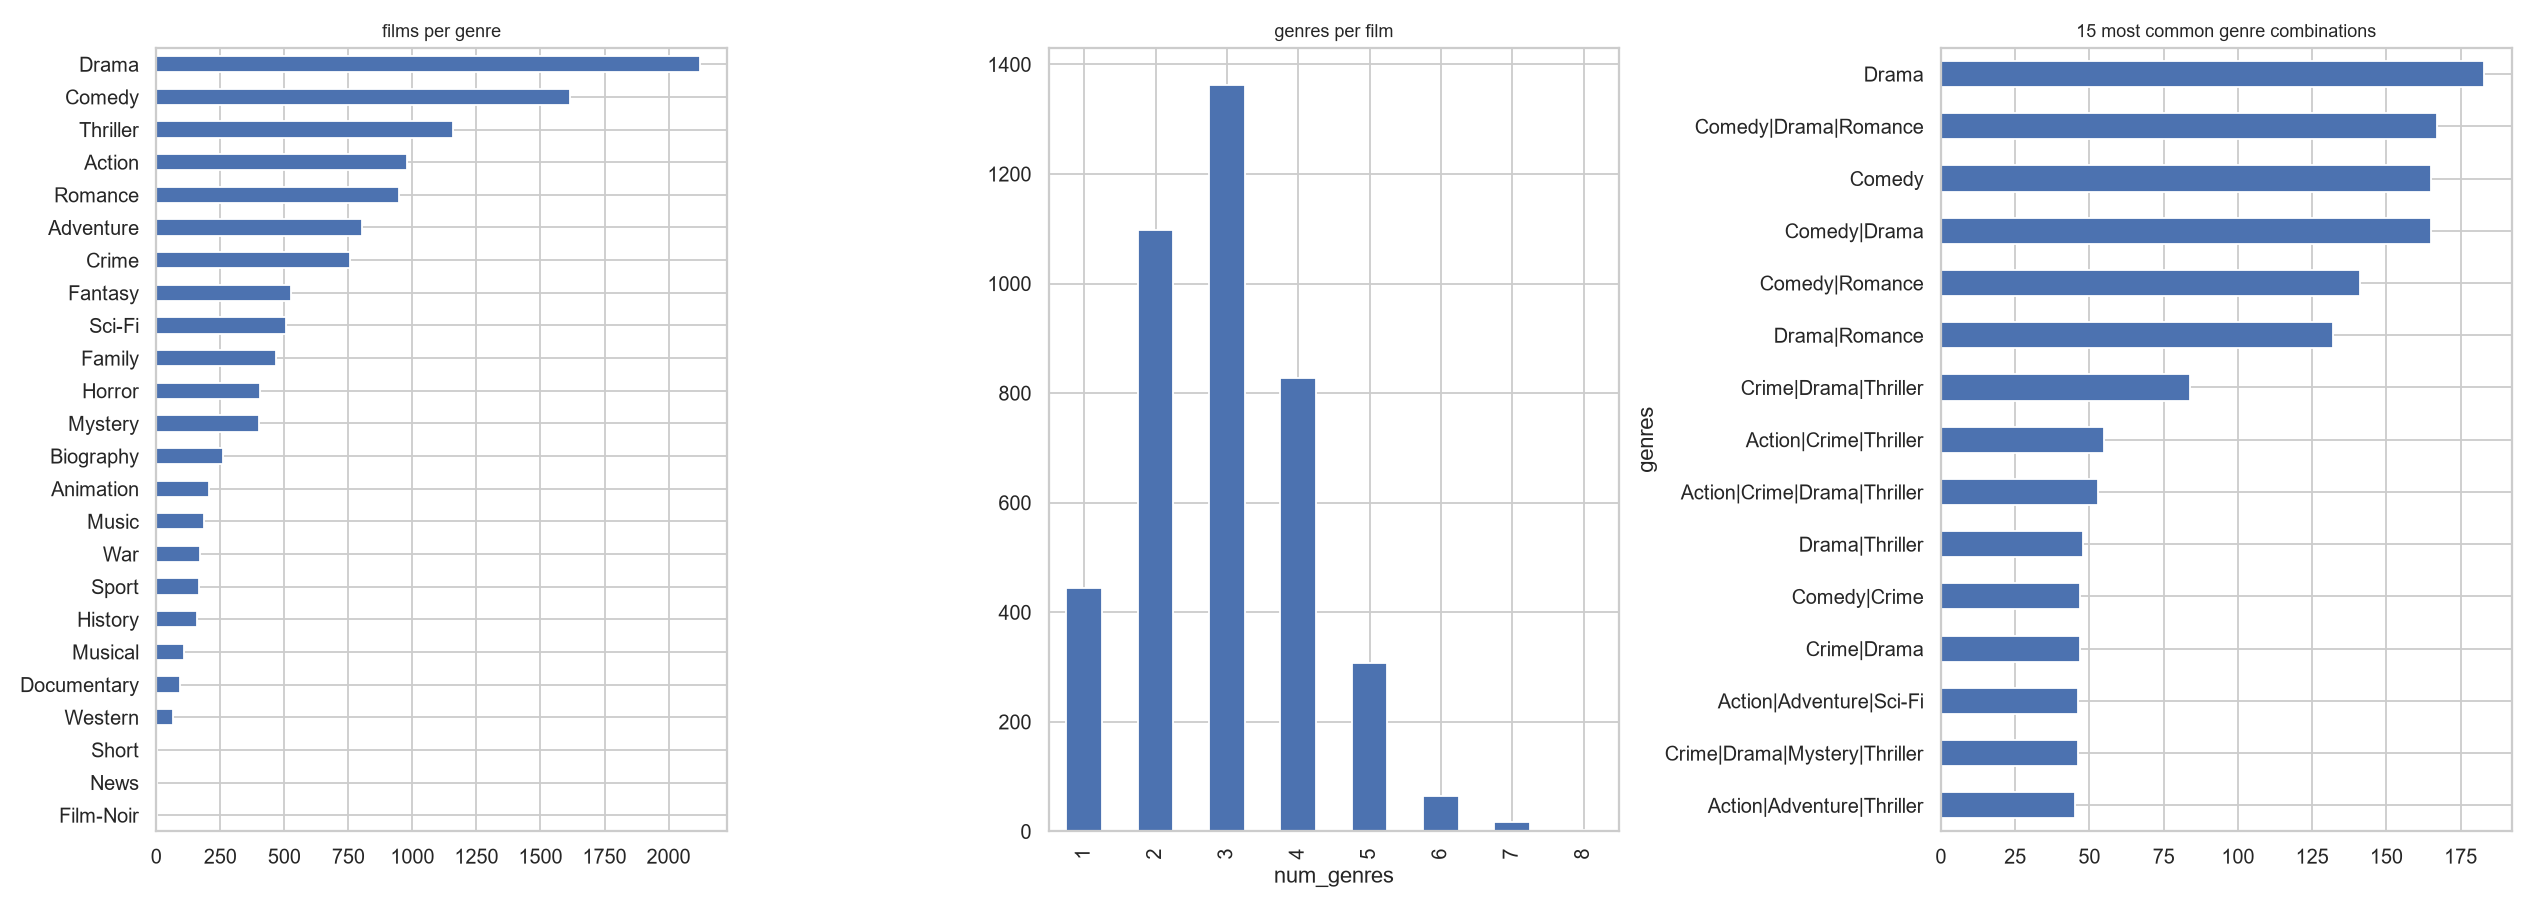 films per genre
Drama
Comedy
Thriller
Action
Romance
Adventure
Crime
Fantasy
Sci-Fi
Family
Horror
Mystery
Biography
Animation
Music
War
Sport
History
Musical
Documentary
Western
Short
News
Film-Noir
0 250 500 750 1000 1250 1500 1750 2000
genres per film
1400
1200
1000
800
600
400
200
0
1 2 3 4 5 6 7 8
num_genres
15 most common genre combinations
genres
Drama
Comedy|Drama|Romance
Comedy
Comedy|Drama
Comedy|Romance
Drama|Romance
Crime|Drama|Thriller
Action|Crime|Thriller
Action|Crime|Drama|Thriller
Drama|Thriller
Comedy|Crime
Crime|Drama
Action|Adventure|Sci-Fi
Crime|Drama|Mystery|Thriller
Action|Adventure|Thriller
0 25 50 75 100 125 150 175